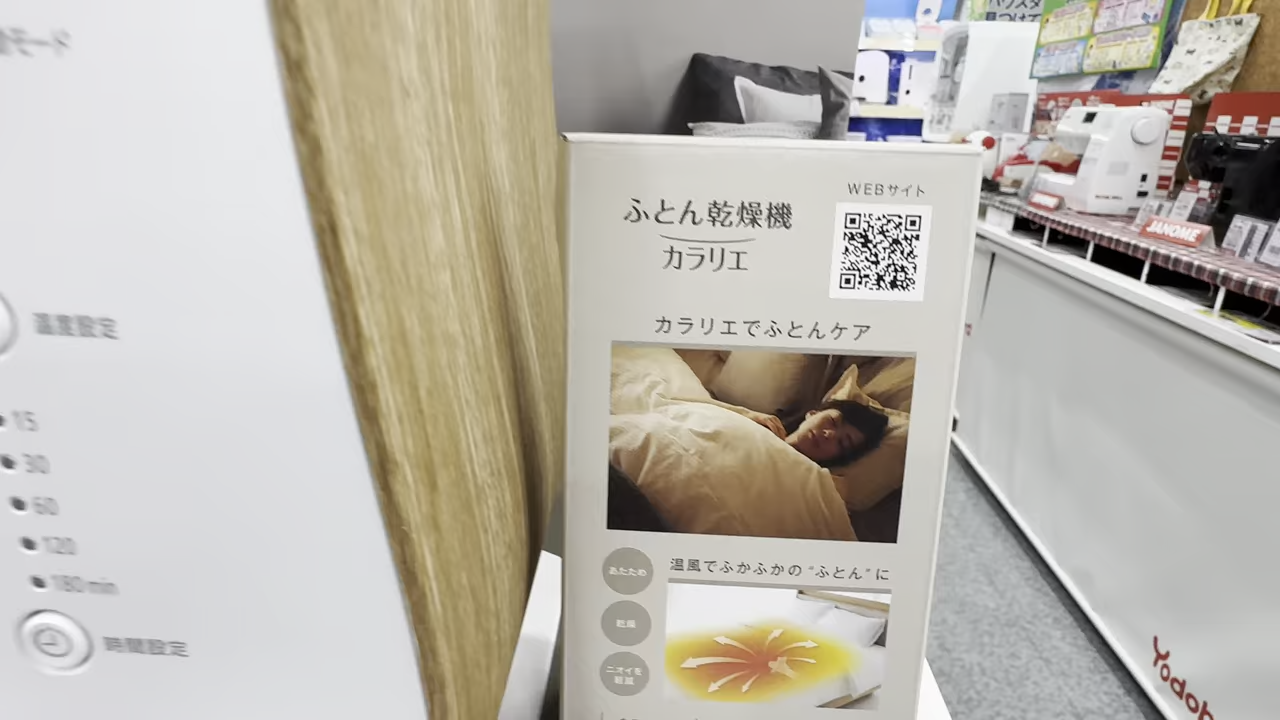 温度設定
15
30
60
120
180min
時間設定
ふとん乾燥機
カラリエ
WEBサイト
カラリエでふとんケア
あたため
乾燥
ニオイを
軽減
温風でふかふかの“ふとん”に
JANOME
Yodob